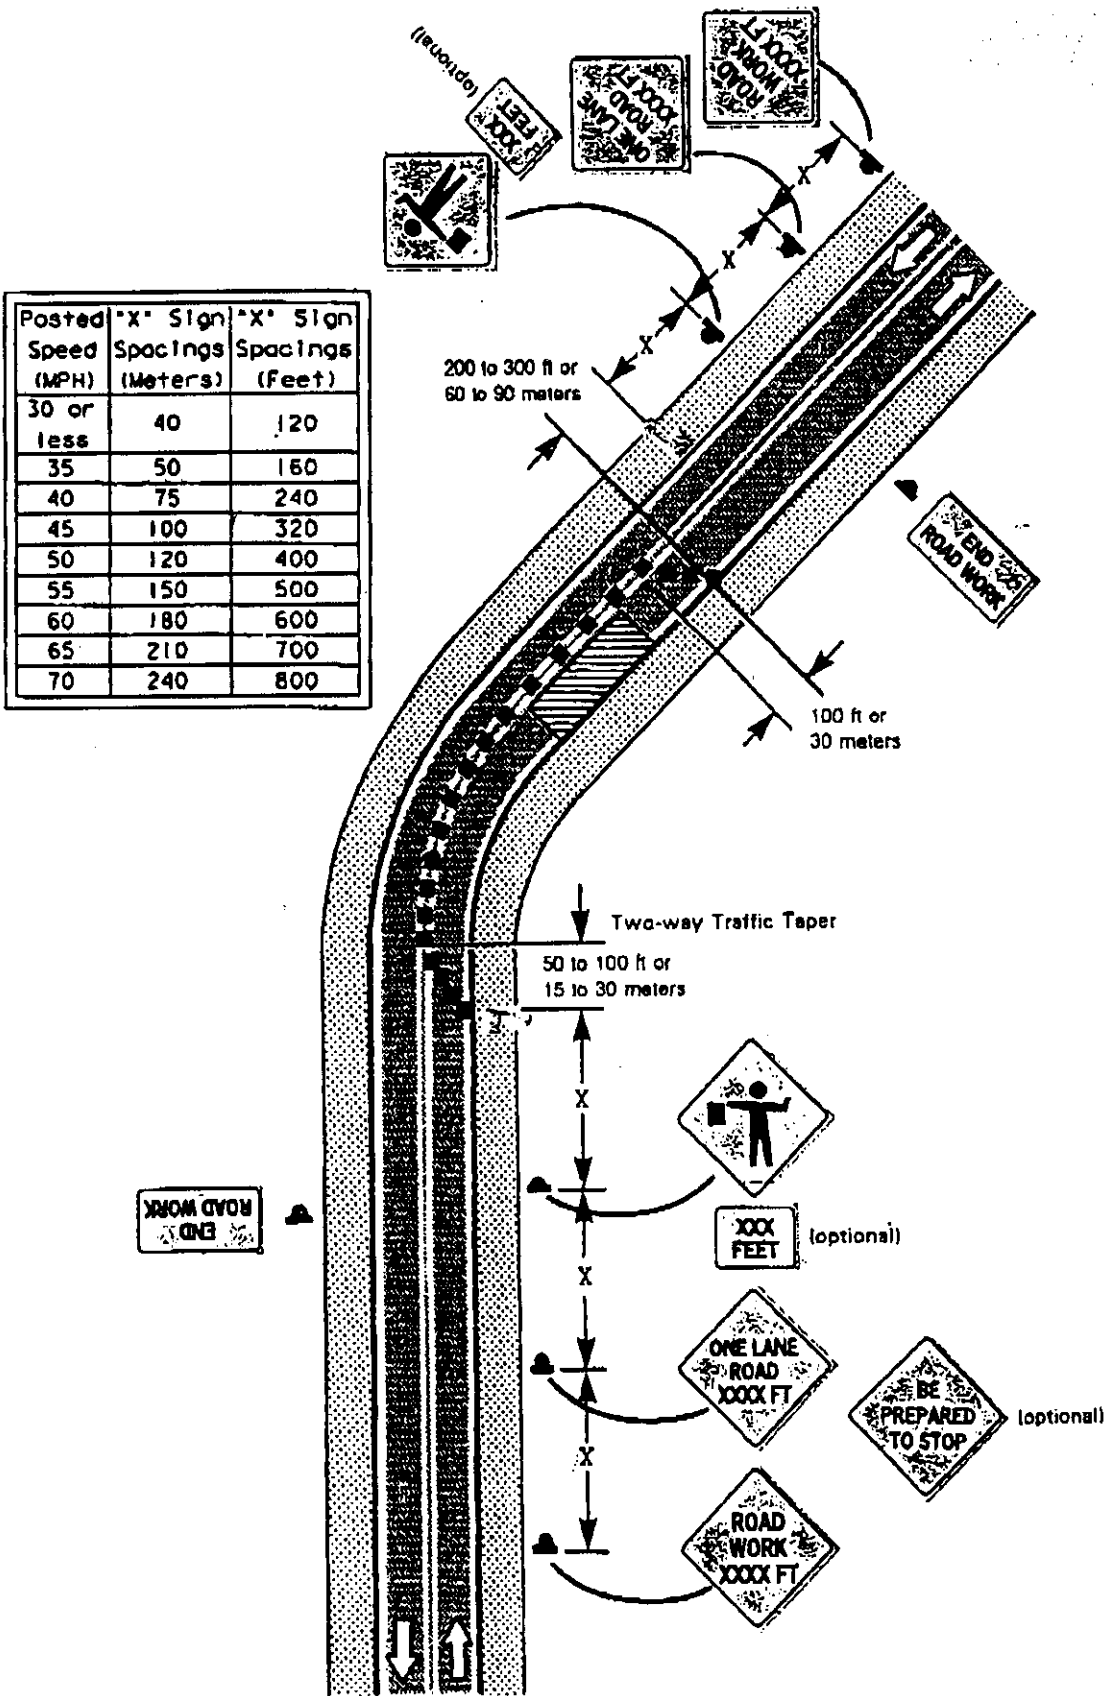 (optional)
XXX
FEET
ONE LANE
ROAD
XXXX FT
ROAD
WORK
XXXX FT
X
X
X
200 to 300 ft or
60 to 90 meters
Posted Speed (MPH) "X" Sign Spacings (Meters) "X" Sign Spacings (Feet)
30 or less 40 120
35 50 160
40 75 240
45 100 320
50 120 400
55 150 500
60 180 600
65 210 700
70 240 800
END
ROAD WORK
100 ft or
30 meters
Two-way Traffic Taper
50 to 100 ft or
15 to 30 meters
X
END
ROAD WORK
XXX
FEET
(optional)
X
ONE LANE
ROAD
XXXX FT
BE
PREPARED
TO STOP
(optional)
X
ROAD
WORK
XXXX FT